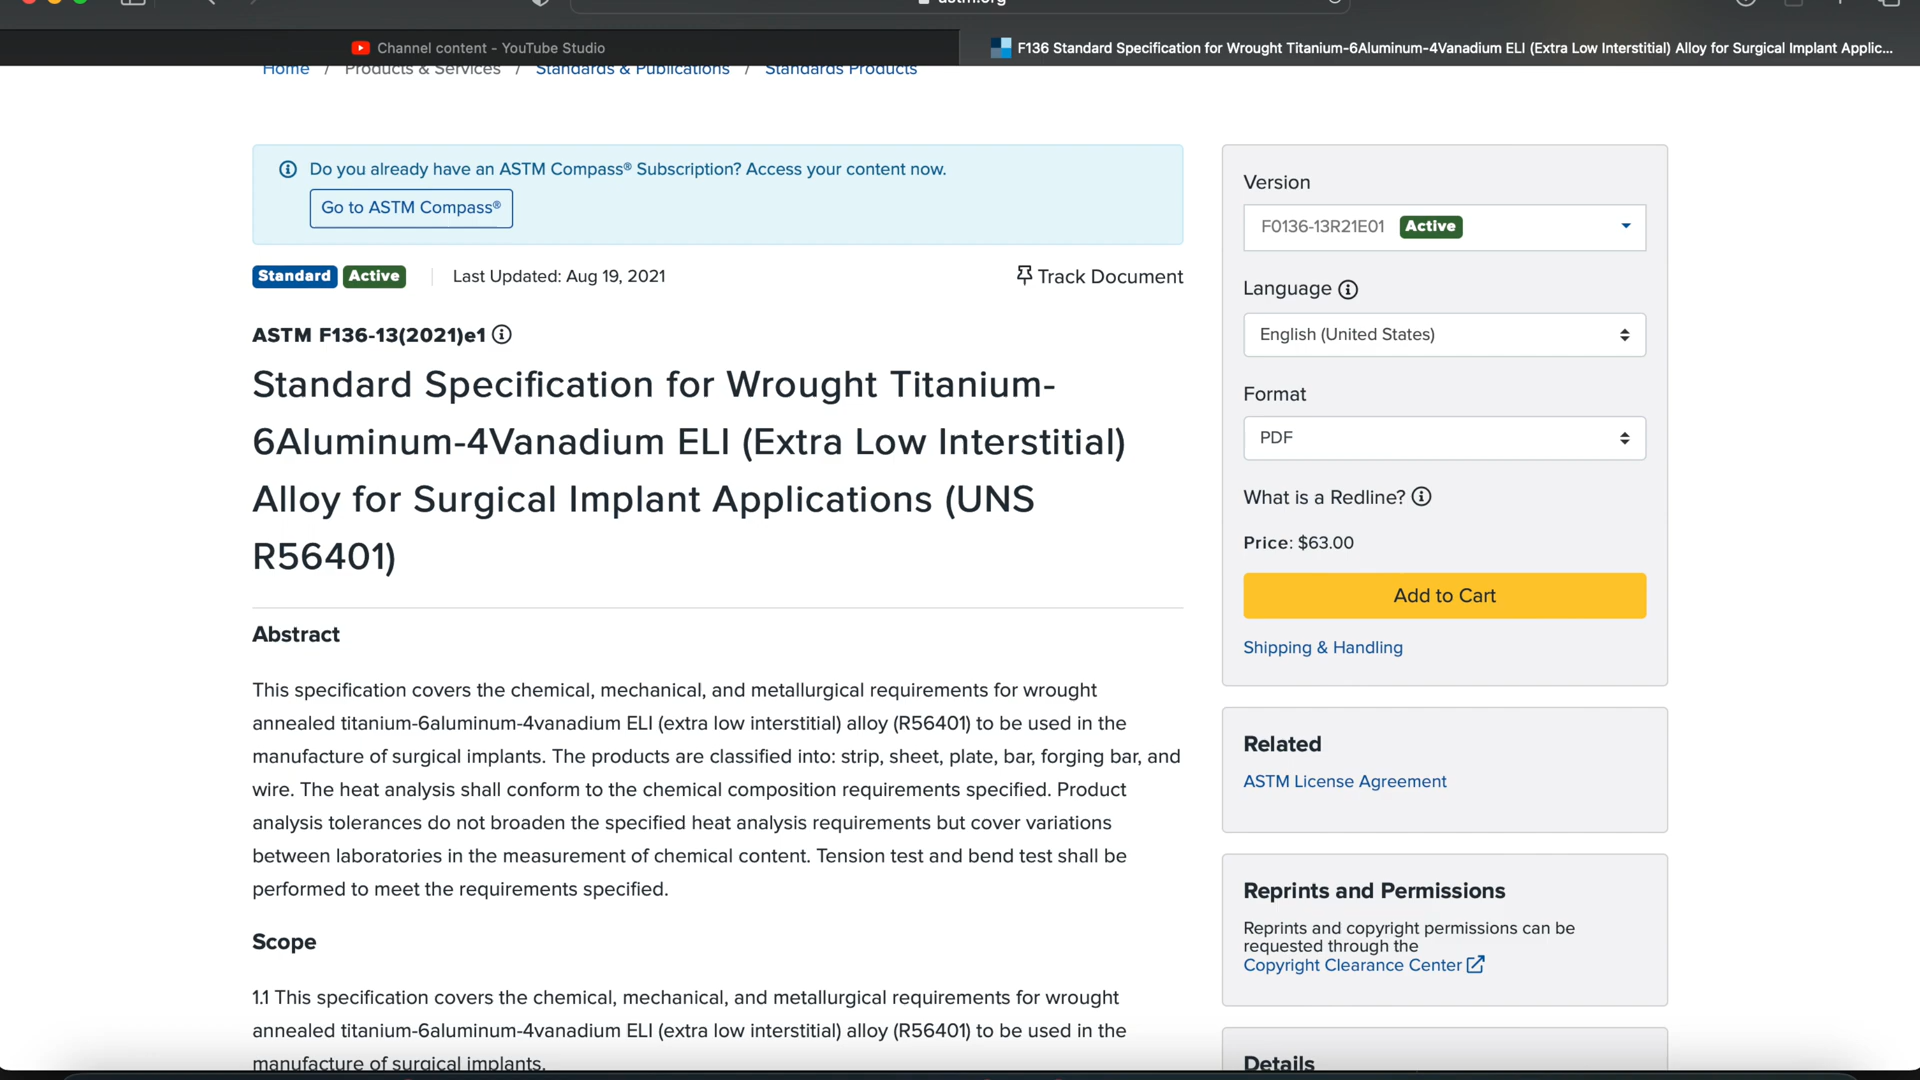 astm.org
Channel content - YouTube Studio
F136 Standard Specification for Wrought Titanium-6Aluminum-4Vanadium ELI (Extra Low Interstitial) Alloy for Surgical Implant Applic...
Home / Products & Services / Standards & Publications / Standards Products
Do you already have an ASTM Compass® Subscription? Access your content now.
Go to ASTM Compass®
Standard Active Last Updated: Aug 19, 2021 Track Document
ASTM F136-13(2021)e1
Standard Specification for Wrought Titanium-
6Aluminum-4Vanadium ELI (Extra Low Interstitial)
Alloy for Surgical Implant Applications (UNS
R56401)
Abstract
This specification covers the chemical, mechanical, and metallurgical requirements for wrought
annealed titanium-6aluminum-4vanadium ELI (extra low interstitial) alloy (R56401) to be used in the
manufacture of surgical implants. The products are classified into: strip, sheet, plate, bar, forging bar, and
wire. The heat analysis shall conform to the chemical composition requirements specified. Product
analysis tolerances do not broaden the specified heat analysis requirements but cover variations
between laboratories in the measurement of chemical content. Tension test and bend test shall be
performed to meet the requirements specified.
Scope
1.1 This specification covers the chemical, mechanical, and metallurgical requirements for wrought
annealed titanium-6aluminum-4vanadium ELI (extra low interstitial) alloy (R56401) to be used in the
manufacture of surgical implants.
Version
F0136-13R21E01 Active
Language
English (United States)
Format
PDF
What is a Redline?
Price: $63.00
Add to Cart
Shipping & Handling
Related
ASTM License Agreement
Reprints and Permissions
Reprints and copyright permissions can be
requested through the
Copyright Clearance Center
Details